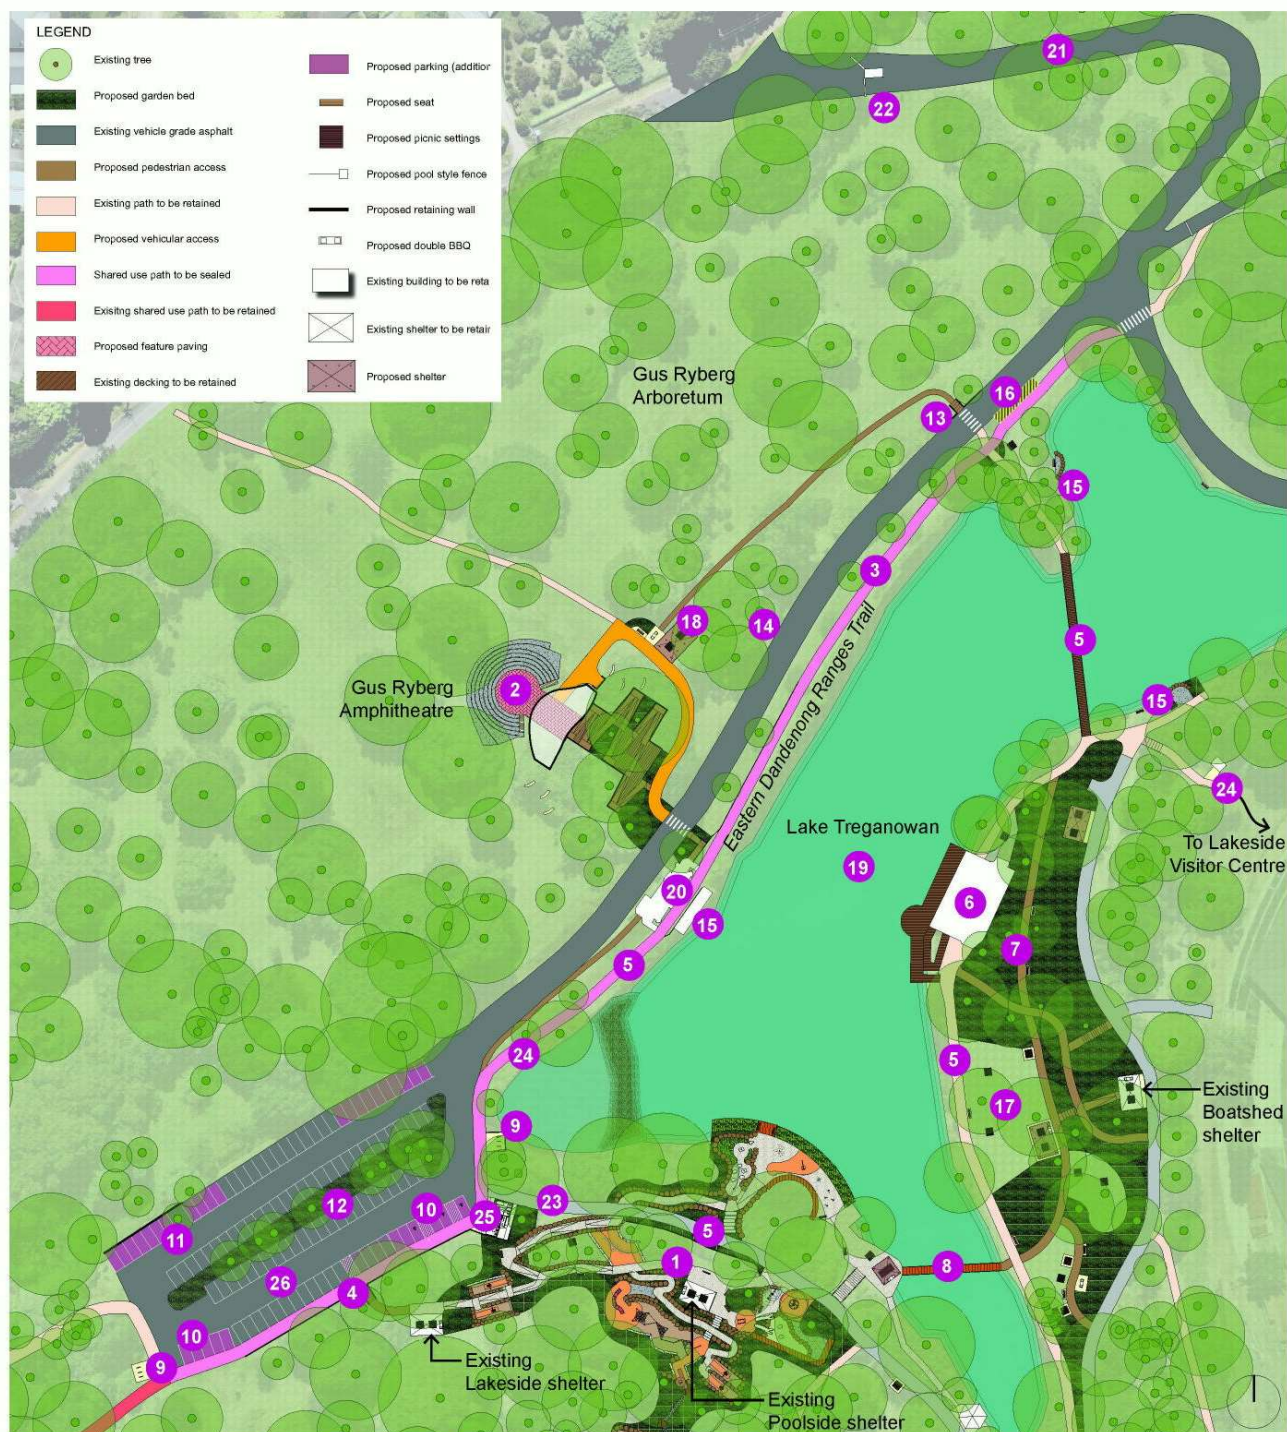 LEGEND
Existing tree
Proposed garden bed
Existing vehicle grade asphalt
Proposed pedestrian access
Existing path to be retained
Proposed vehicular access
Shared use path to be sealed
Exisitng shared use path to be retained
Proposed feature paving
Existing decking to be retained
Proposed parking (addition
Proposed seat
Proposed picnic settings
Proposed pool style fence
Proposed retaining wall
Proposed double BBQ
Existing building to be reta
Existing shelter to be retair
Proposed shelter
21
22
Gus Ryberg
Arboretum
16
13
15
3
5
18
14
Gus Ryberg
Amphitheatre
2
15
Eastern Dandenong Ranges Trail
24
To Lakeside
Visitor Centre
Lake Treganowan
19
20
6
15
7
5
24
5
17
Existing
Boatshed
shelter
9
12
10
25
23
5
11
26
4
1
8
10
9
Existing
Lakeside shelter
Existing
Poolside shelter